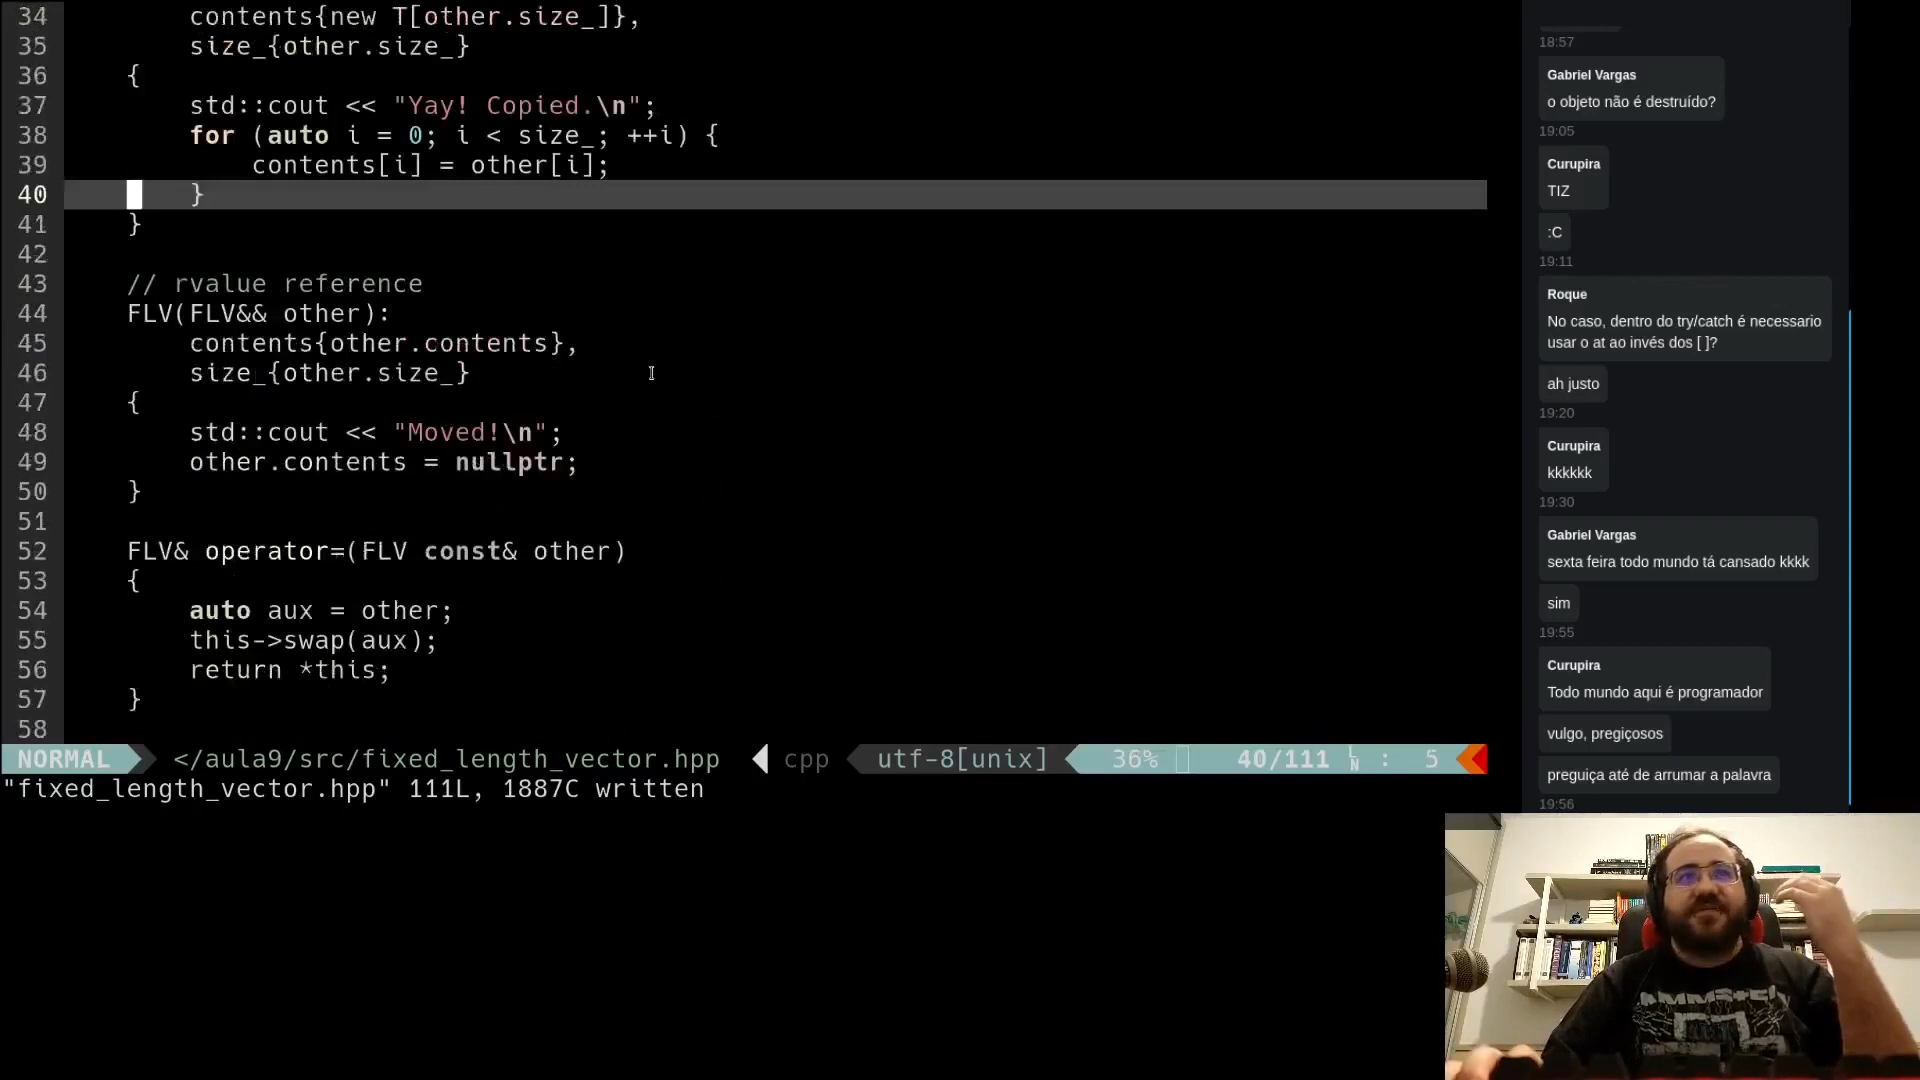 34 contents{new T[other.size_]},
35 size_{other.size_}
36 {
37 std::cout << "Yay! Copied.\n";
38 for (auto i = 0; i < size_; ++i) {
39 contents[i] = other[i];
40 }
41 }
42
43 // rvalue reference
44 FLV(FLV&& other):
45 contents{other.contents},
46 size_{other.size_}
47 {
48 std::cout << "Moved!\n";
49 other.contents = nullptr;
50 }
51
52 FLV& operator=(FLV const& other)
53 {
54 auto aux = other;
55 this->swap(aux);
56 return *this;
57 }
58
NORMAL </aula9/src/fixed_length_vector.hpp cpp utf-8[unix] 36% 40/111 : 5
"fixed_length_vector.hpp" 111L, 1887C written
18:57
Gabriel Vargas
o objeto não é destruído?
19:05
Curupira
TIZ
:C
19:11
Roque
No caso, dentro do try/catch é necessario
usar o at ao invés dos [ ]?
ah justo
19:20
Curupira
kkkkkk
19:30
Gabriel Vargas
sexta feira todo mundo tá cansado kkkk
sim
19:55
Curupira
Todo mundo aqui é programador
vulgo, pregiçosos
preguiça até de arrumar a palavra
19:56